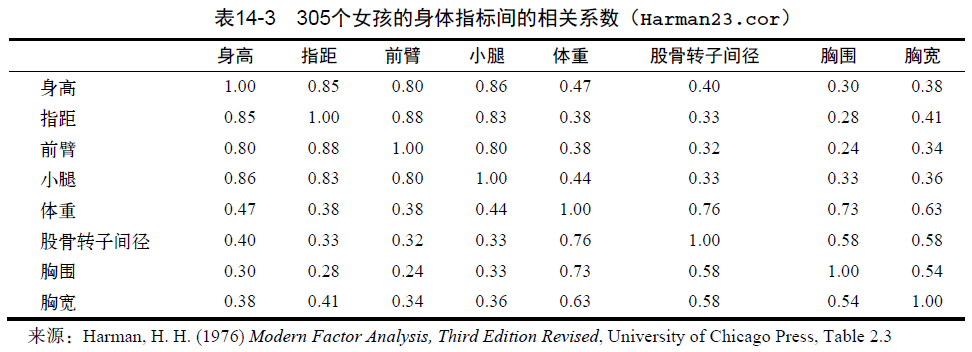 表14-3 305个女孩的身体指标间的相关系数（Harman23.cor）
身高 指距 前臂 小腿 体重 股骨转子间径 胸围 胸宽
身高 1.00 0.85 0.80 0.86 0.47 0.40 0.30 0.38
指距 0.85 1.00 0.88 0.83 0.38 0.33 0.28 0.41
前臂 0.80 0.88 1.00 0.80 0.38 0.32 0.24 0.34
小腿 0.86 0.83 0.80 1.00 0.44 0.33 0.33 0.36
体重 0.47 0.38 0.38 0.44 1.00 0.76 0.73 0.63
股骨转子间径 0.40 0.33 0.32 0.33 0.76 1.00 0.58 0.58
胸围 0.30 0.28 0.24 0.33 0.73 0.58 1.00 0.54
胸宽 0.38 0.41 0.34 0.36 0.63 0.58 0.54 1.00
来源：Harman, H. H. (1976) Modern Factor Analysis, Third Edition Revised, University of Chicago Press, Table 2.3